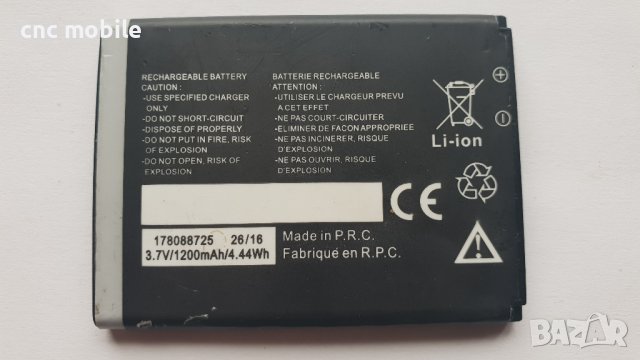 cnc mobile
RECHARGEABLE BATTERY
CAUTION :
-USE SPECIFIED CHARGER
ONLY
-DO NOT SHORT-CIRCUIT
-DISPOSE OF PROPERLY
-DO NOT PUT IN FIRE, RISK
OF EXPLOSION
-DO NOT OPEN, RISK OF
EXPLOSION
BATTERIE RECHARGEABLE
ATTENTION :
-UTILISER LE CHARGEUR PREVU
A CET EFFET
-NE PAS COURT-CIRCUITER
-ELIMINER DE FACON APPROPRIEE
-NE PAS INCINERER, RISQUE
D'EXPLOSION
-NE PAS OUVRIR, RISQUE
D'EXPLOSION
+
-
Li-ion
CE
178088725 26/16
3.7V/1200mAh/4.44Wh
Made in P.R.C.
Fabriqué en R.P.C.
BAZAR